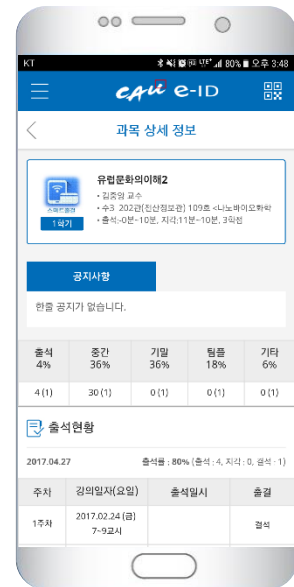 KT LTE 80% 오후 3:48
CAU e-ID
과목 상세 정보
유럽문화의이해2
• 김중앙 교수
• 수3 202관(전산정보관) 109호 <나노바이오화학
• 출석:-0분~10분, 지각:11분~10분, 3학점
스마트출결
1 학기
공지사항
한줄 공지가 없습니다.
출석 중간 기말 팀플 기타
4% 36% 36% 18% 6%
4 (1) 30 (1) 0 (1) 0 (1) 0 (1)
출석현황
2017.04.27 출석률 : 80% (출석 : 4, 지각 : 0, 결석 : 1)
주차 강의일자(요일) 출석일시 출결
1주차 2017.02.24 (금) 결석
7~9교시